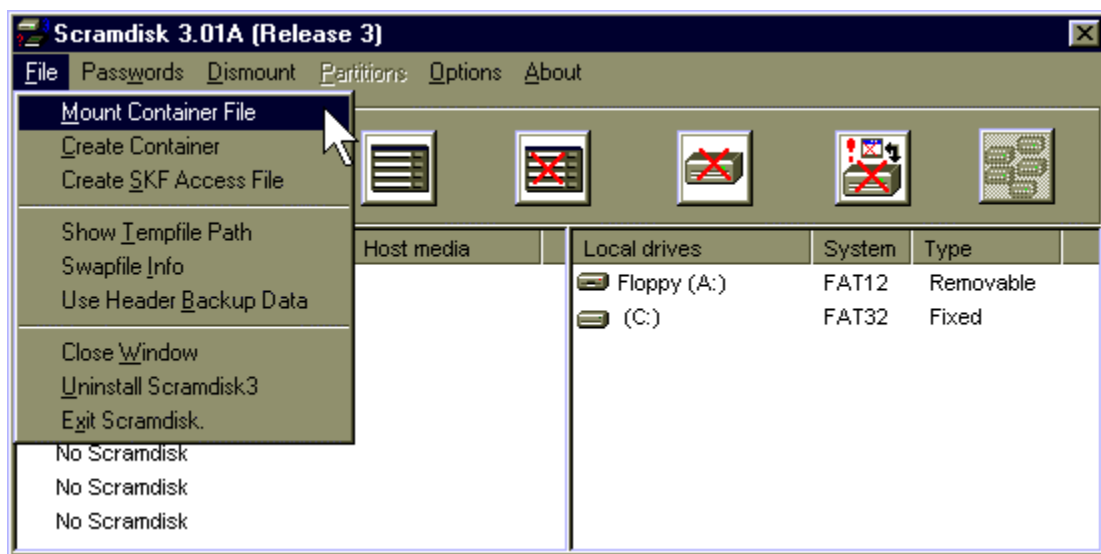 Scramdisk 3.01A (Release 3)
File Passwords Dismount Partitions Options About
Mount Container File
Create Container
Create SKF Access File
Show Tempfile Path
Swapfile Info
Use Header Backup Data
Close Window
Uninstall Scramdisk3
Exit Scramdisk.
Host media
No Scramdisk
No Scramdisk
No Scramdisk
Local drives System Type
Floppy (A:) FAT12 Removable
(C:) FAT32 Fixed